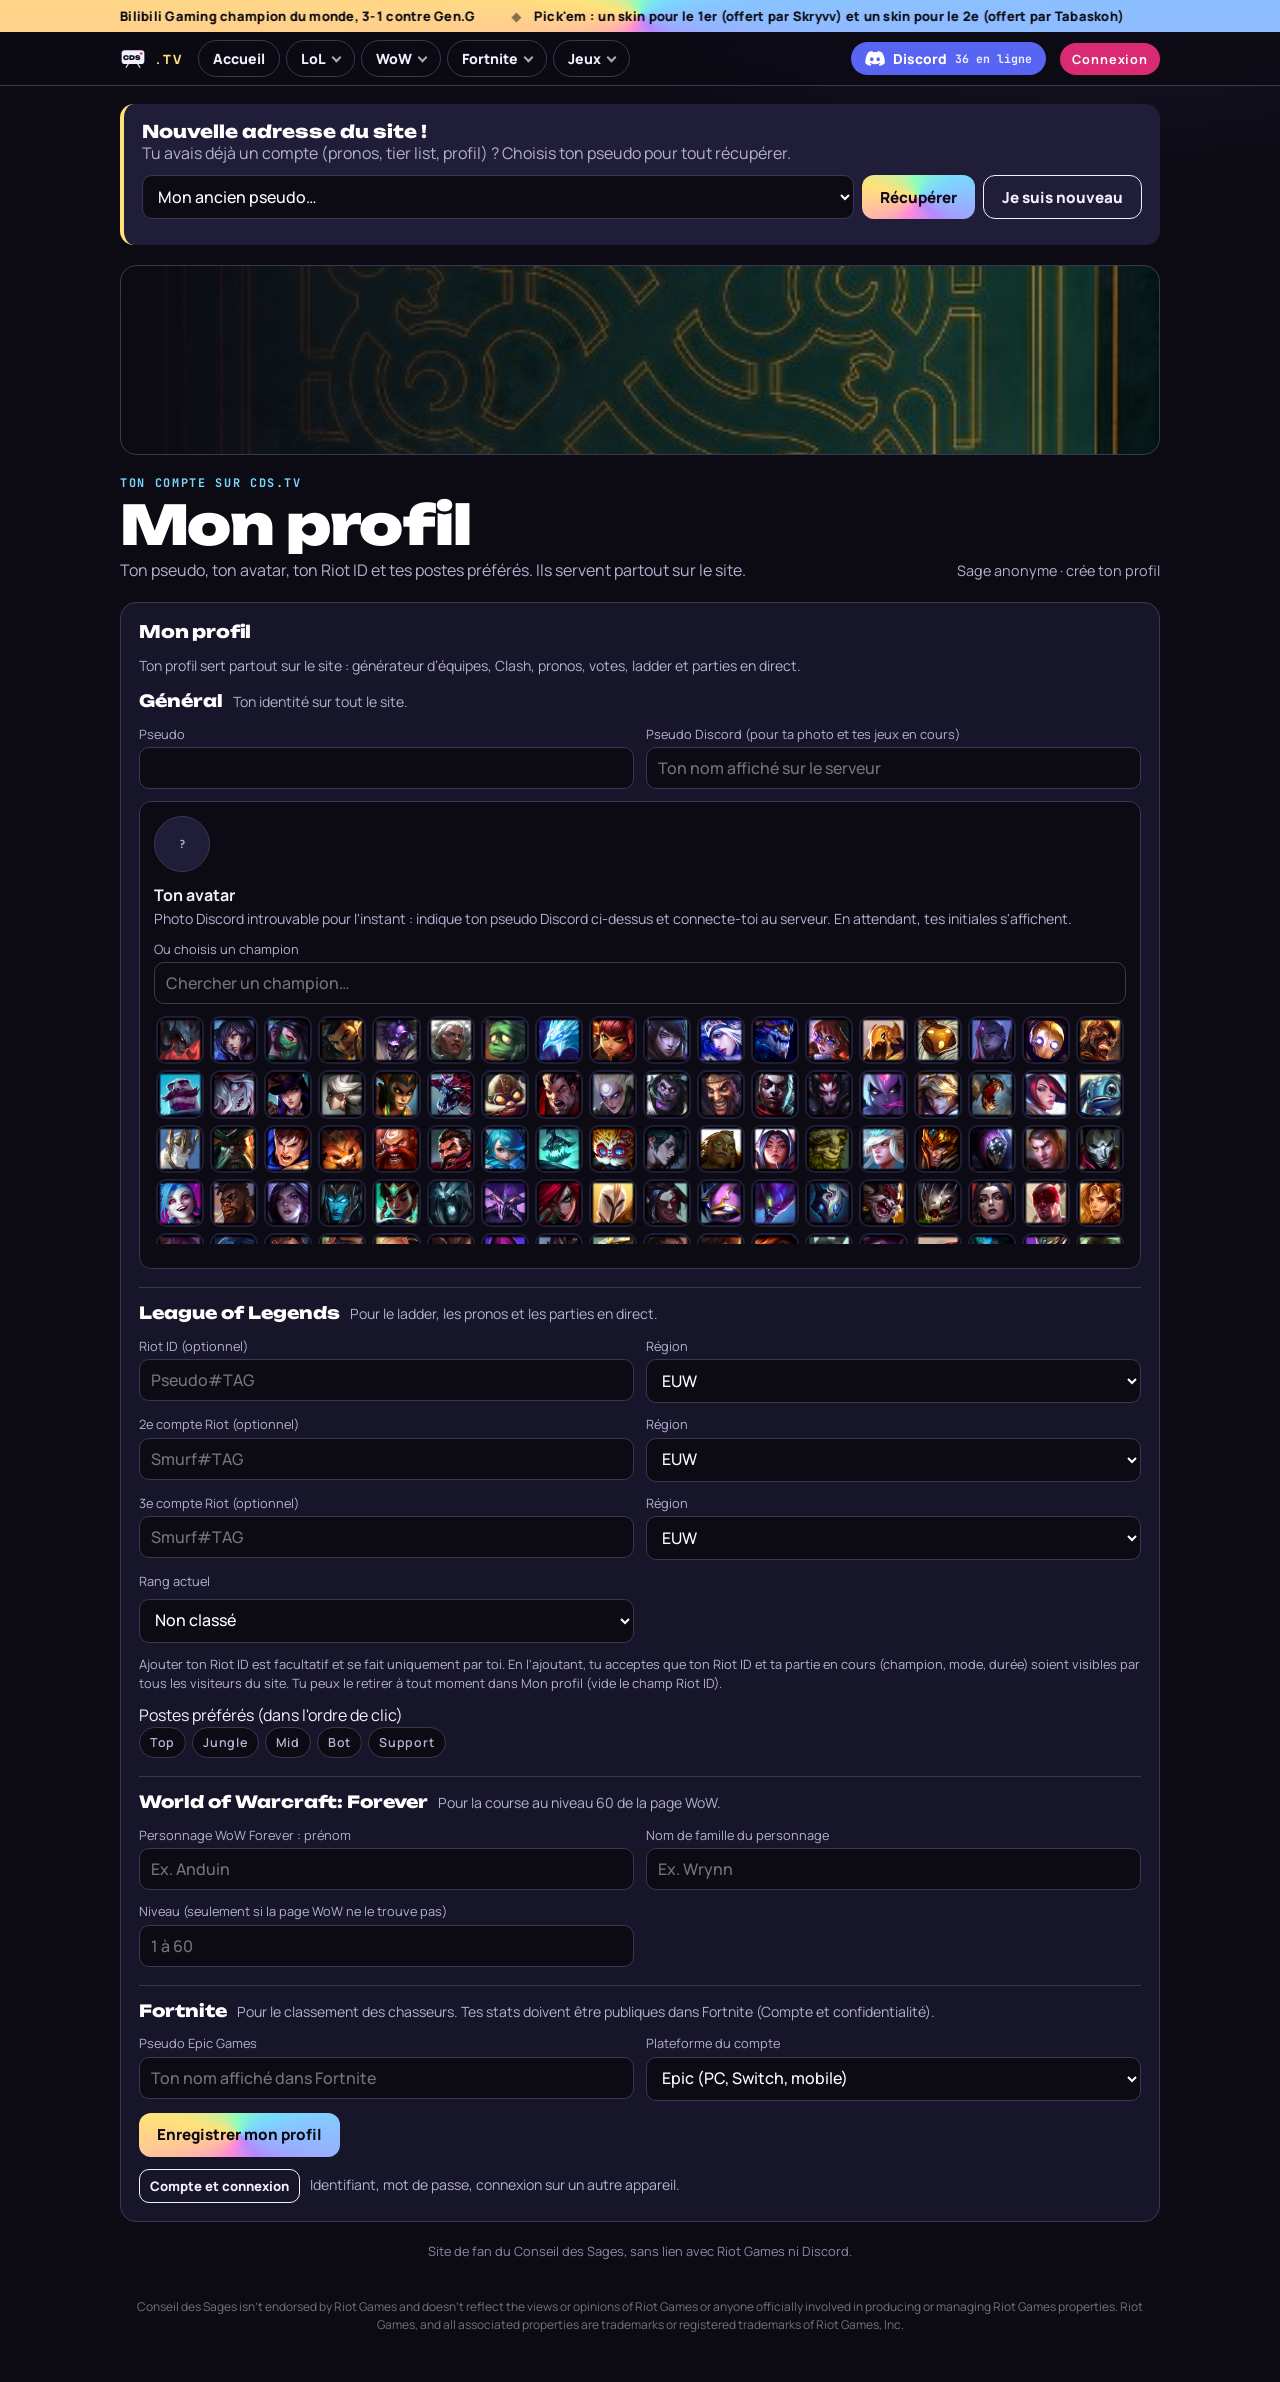 Bilibili Gaming champion du monde, 3-1 contre Gen.G ◆ Pick'em : un skin pour le 1er (offert par Skryvv) et un skin pour le 2e (offert par Tabaskoh)
CDS .TV Accueil LoL WoW Fortnite Jeux Discord 36 en ligne Connexion
Nouvelle adresse du site !
Tu avais déjà un compte (pronos, tier list, profil) ? Choisis ton pseudo pour tout récupérer.
Mon ancien pseudo… Récupérer Je suis nouveau
TON COMPTE SUR CDS.TV
Mon profil
Ton pseudo, ton avatar, ton Riot ID et tes postes préférés. Ils servent partout sur le site. Sage anonyme · crée ton profil
Mon profil
Ton profil sert partout sur le site : générateur d'équipes, Clash, pronos, votes, ladder et parties en direct.
Général Ton identité sur tout le site.
Pseudo Pseudo Discord (pour ta photo et tes jeux en cours)
Ton nom affiché sur le serveur
?
Ton avatar
Photo Discord introuvable pour l'instant : indique ton pseudo Discord ci-dessus et connecte-toi au serveur. En attendant, tes initiales s'affichent.
Ou choisis un champion
Chercher un champion…
League of Legends Pour le ladder, les pronos et les parties en direct.
Riot ID (optionnel) Région
Pseudo#TAG EUW
2e compte Riot (optionnel) Région
Smurf#TAG EUW
3e compte Riot (optionnel) Région
Smurf#TAG EUW
Rang actuel
Non classé
Ajouter ton Riot ID est facultatif et se fait uniquement par toi. En l'ajoutant, tu acceptes que ton Riot ID et ta partie en cours (champion, mode, durée) soient visibles par
tous les visiteurs du site. Tu peux le retirer à tout moment dans Mon profil (vide le champ Riot ID).
Postes préférés (dans l'ordre de clic)
Top Jungle Mid Bot Support
World of Warcraft: Forever Pour la course au niveau 60 de la page WoW.
Personnage WoW Forever : prénom Nom de famille du personnage
Ex. Anduin Ex. Wrynn
Niveau (seulement si la page WoW ne le trouve pas)
1 à 60
Fortnite Pour le classement des chasseurs. Tes stats doivent être publiques dans Fortnite (Compte et confidentialité).
Pseudo Epic Games Plateforme du compte
Ton nom affiché dans Fortnite Epic (PC, Switch, mobile)
Enregistrer mon profil
Compte et connexion Identifiant, mot de passe, connexion sur un autre appareil.
Site de fan du Conseil des Sages, sans lien avec Riot Games ni Discord.
Conseil des Sages isn't endorsed by Riot Games and doesn't reflect the views or opinions of Riot Games or anyone officially involved in producing or managing Riot Games properties. Riot
Games, and all associated properties are trademarks or registered trademarks of Riot Games, Inc.